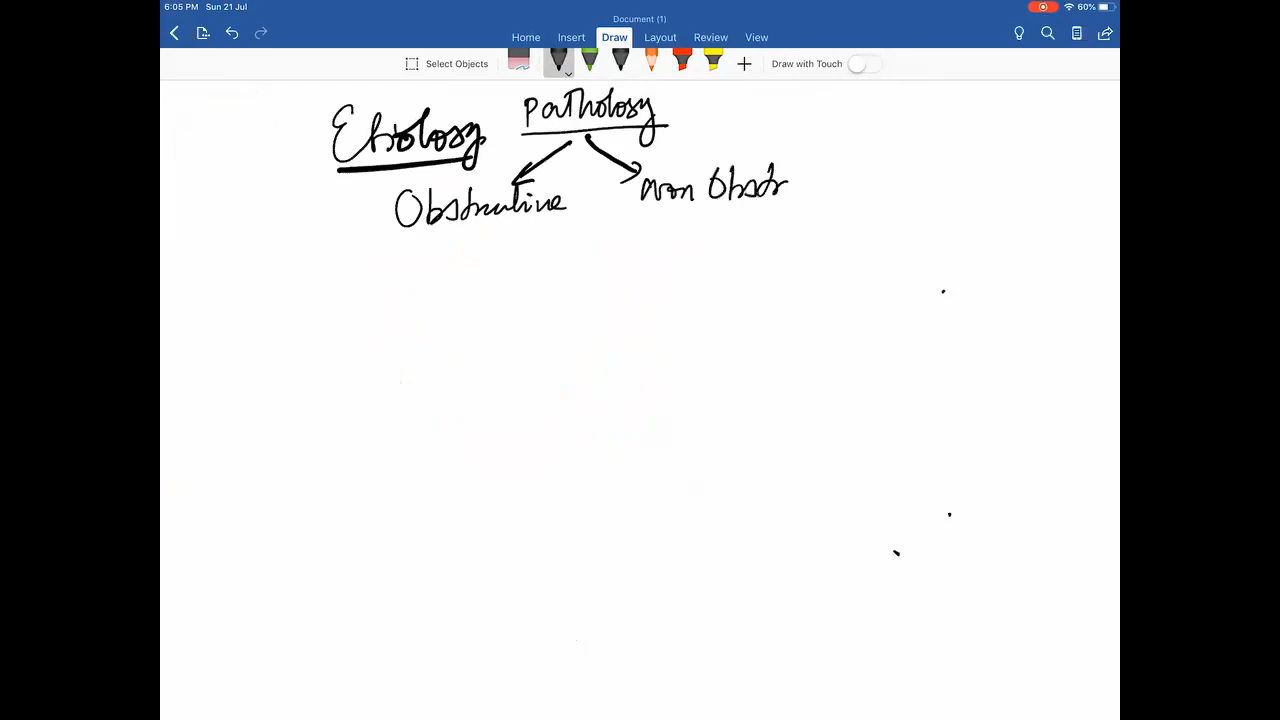 6:05 PM Sun 21 Jul
60%
Document (1)
Home Insert Draw Layout Review View
Select Objects
Draw with Touch
Etiology Pathology
Obstructive Non Obstr